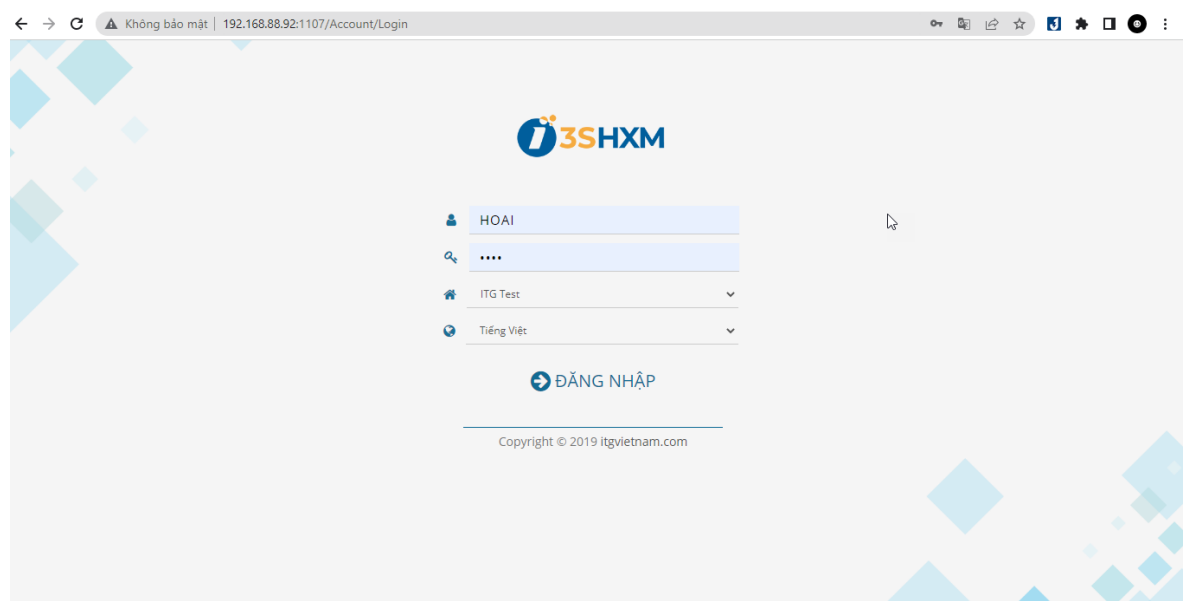 Không bảo mật | 192.168.88.92:1107/Account/Login
3SHXM
HOAI
••••
ITG Test
Tiếng Việt
ĐĂNG NHẬP
Copyright © 2019 itgvietnam.com